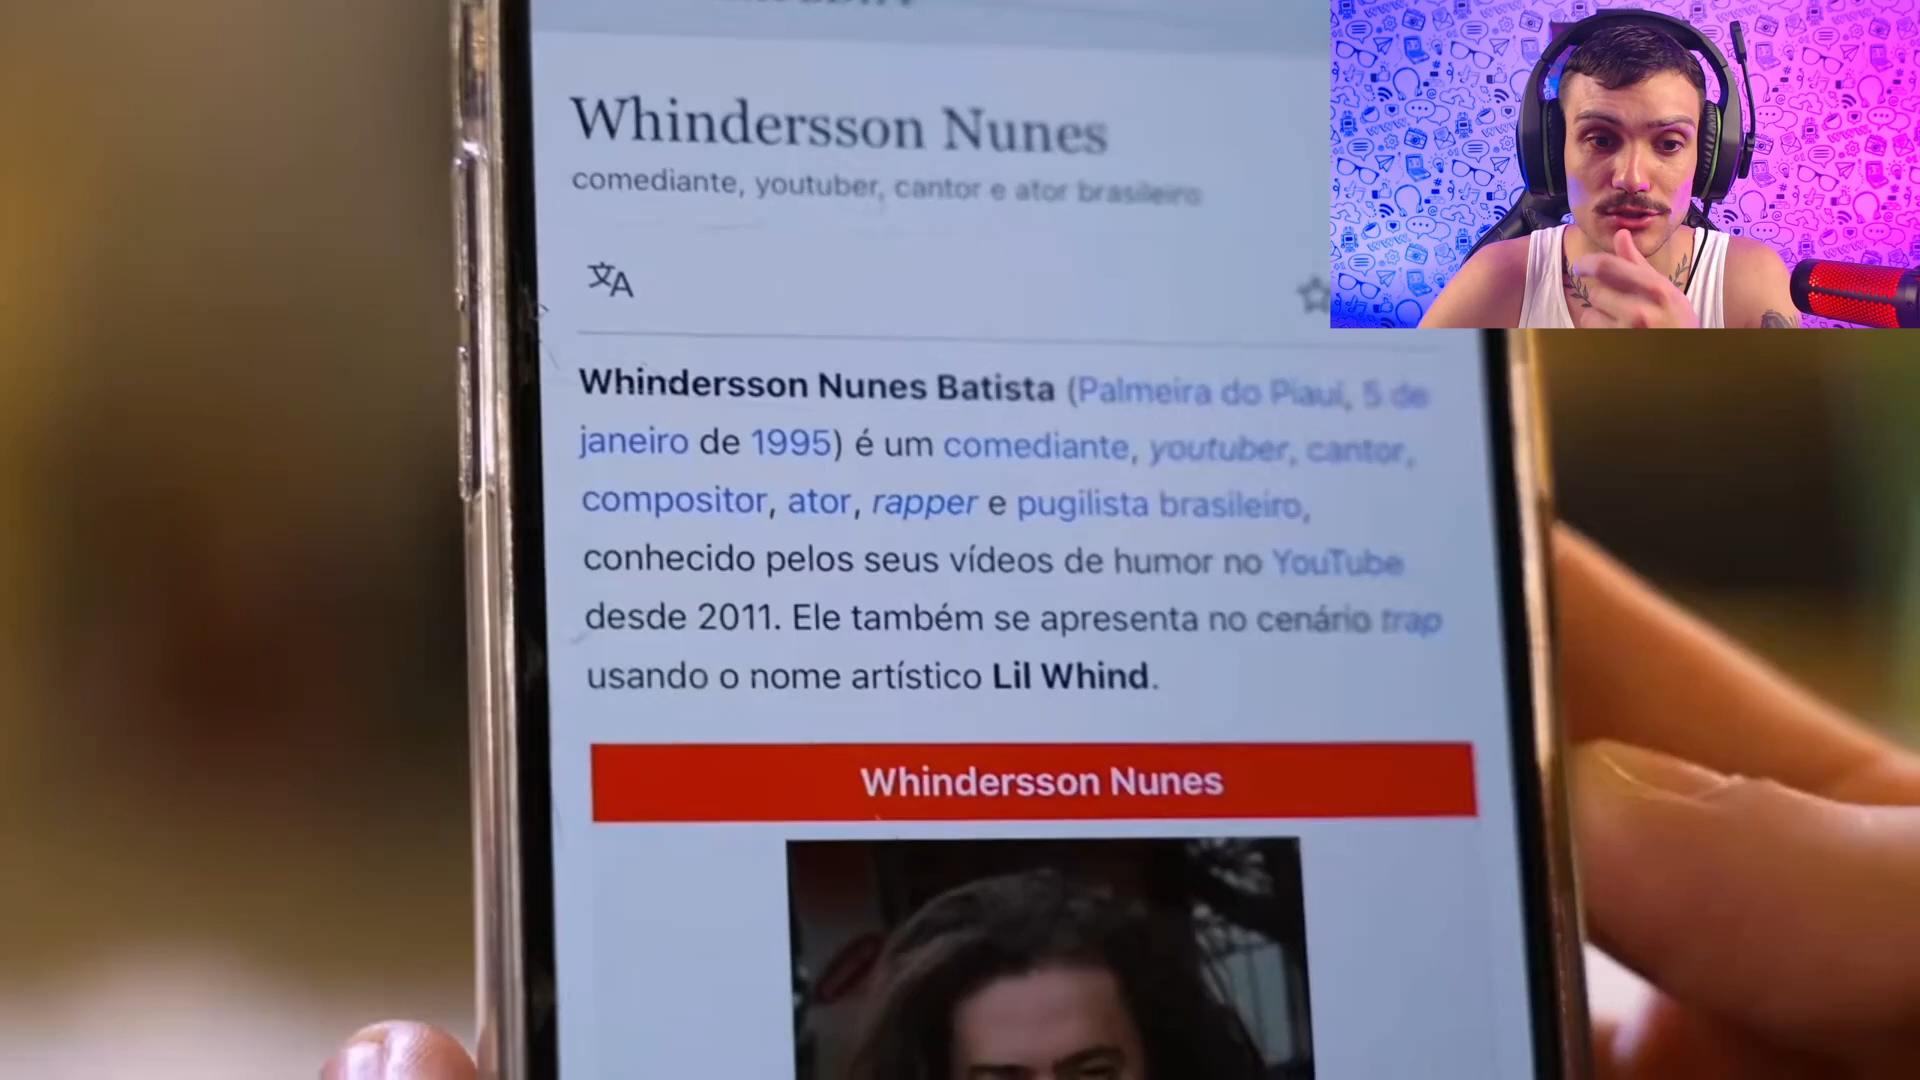 Whindersson Nunes
comediante, youtuber, cantor e ator brasileiro
Whindersson Nunes Batista (Palmeira do Piauí, 5 de
janeiro de 1995) é um comediante, youtuber, cantor,
compositor, ator, rapper e pugilista brasileiro,
conhecido pelos seus vídeos de humor no YouTube
desde 2011. Ele também se apresenta no cenário trap
usando o nome artístico Lil Whind.
Whindersson Nunes